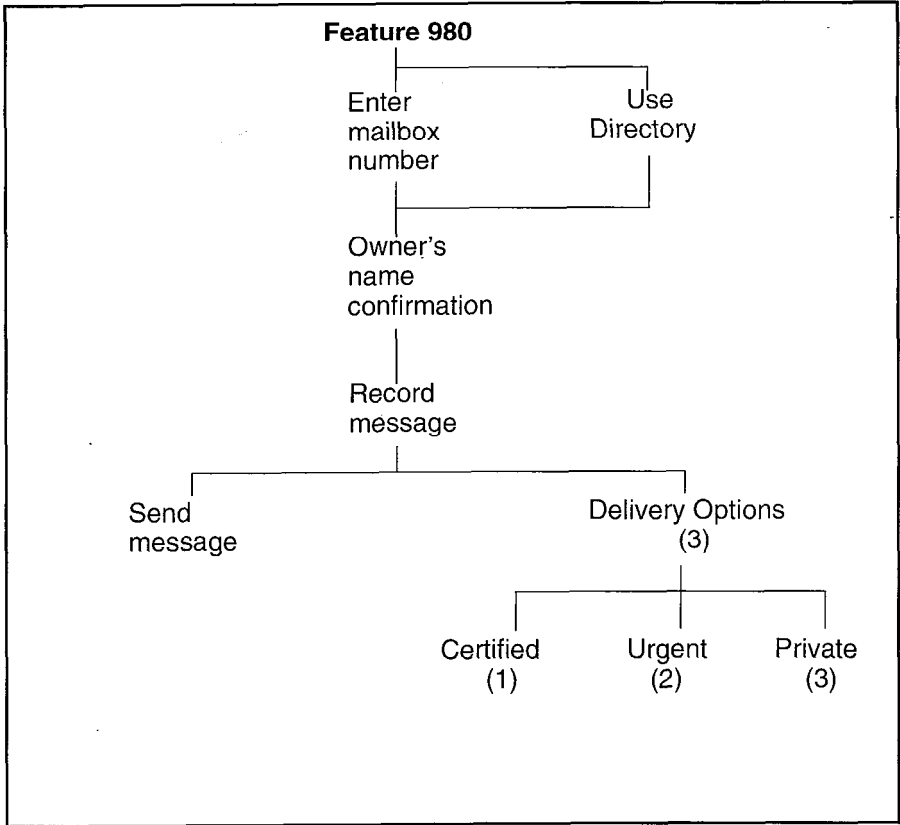 Feature 980
Enter
mailbox
number
Use
Directory
Owner's
name
confirmation
Record
message
Send
message
Delivery Options
(3)
Certified
(1)
Urgent
(2)
Private
(3)